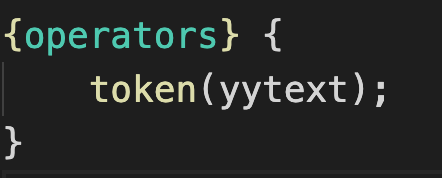 {operators} {
    token(yytext);
}